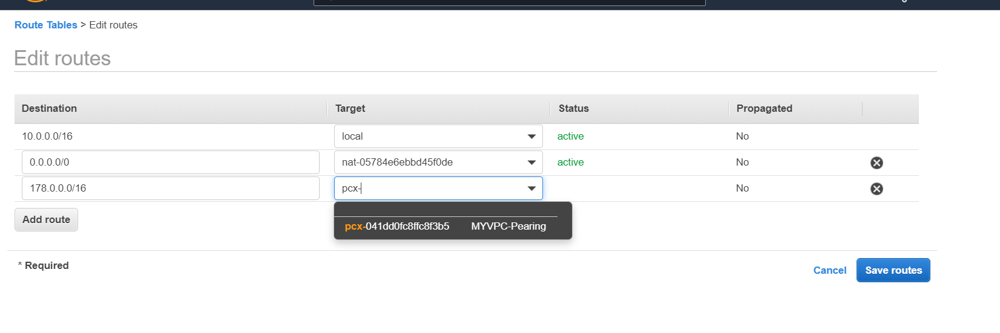 Route Tables > Edit routes
Edit routes
Destination Target Status Propagated
10.0.0.0/16 local active No
0.0.0.0/0 nat-05784e6ebbd45f0de active No
178.0.0.0/16 pcx- No
Add route
pcx-041dd0fc8ffc8f3b5 MYVPC-Pearing
* Required
Cancel Save routes